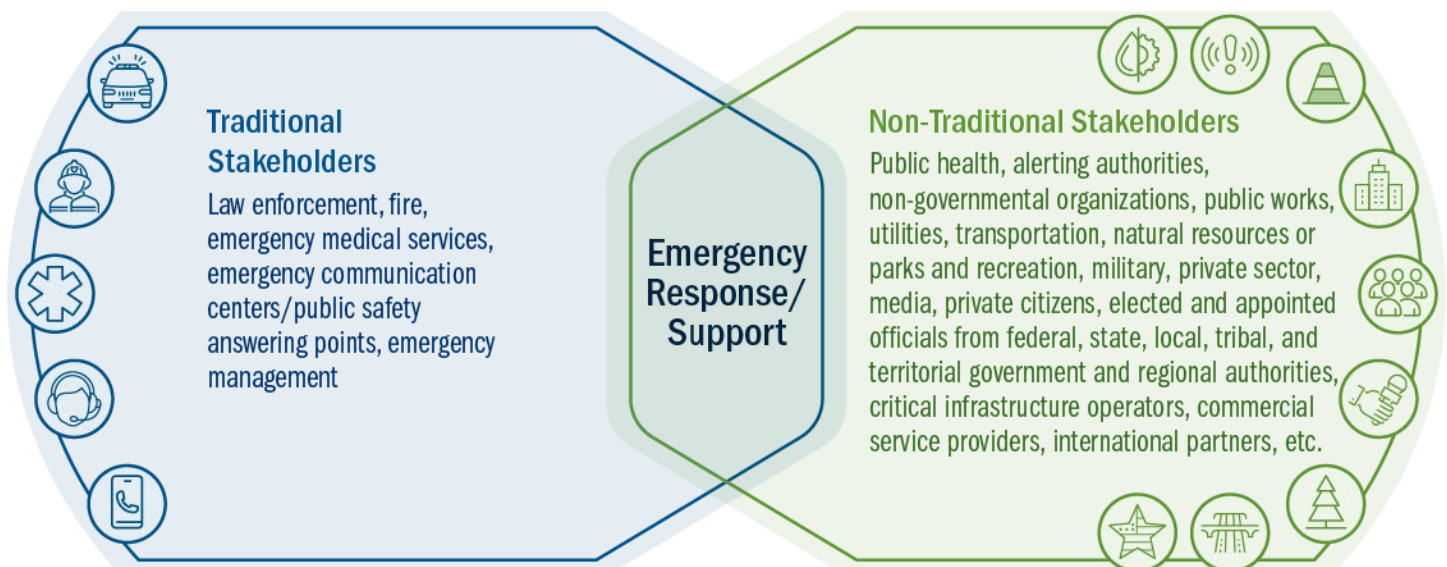 Traditional
Stakeholders
Law enforcement, fire,
emergency medical services,
emergency communication
centers/public safety
answering points, emergency
management
Emergency
Response/
Support
Non-Traditional Stakeholders
Public health, alerting authorities,
non-governmental organizations, public works,
utilities, transportation, natural resources or
parks and recreation, military, private sector,
media, private citizens, elected and appointed
officials from federal, state, local, tribal, and
territorial government and regional authorities,
critical infrastructure operators, commercial
service providers, international partners, etc.